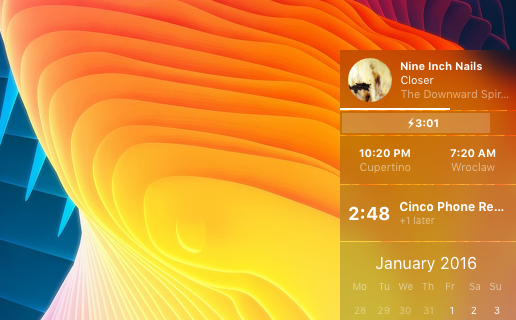 Nine Inch Nails
Closer
The Downward Spir...
⚡3:01
10:20 PM 7:20 AM
Cupertino Wroclaw
2:48 Cinco Phone Re...
+1 later
January 2016
Mo Tu We Th Fr Sa Su
28 29 30 31 1 2 3